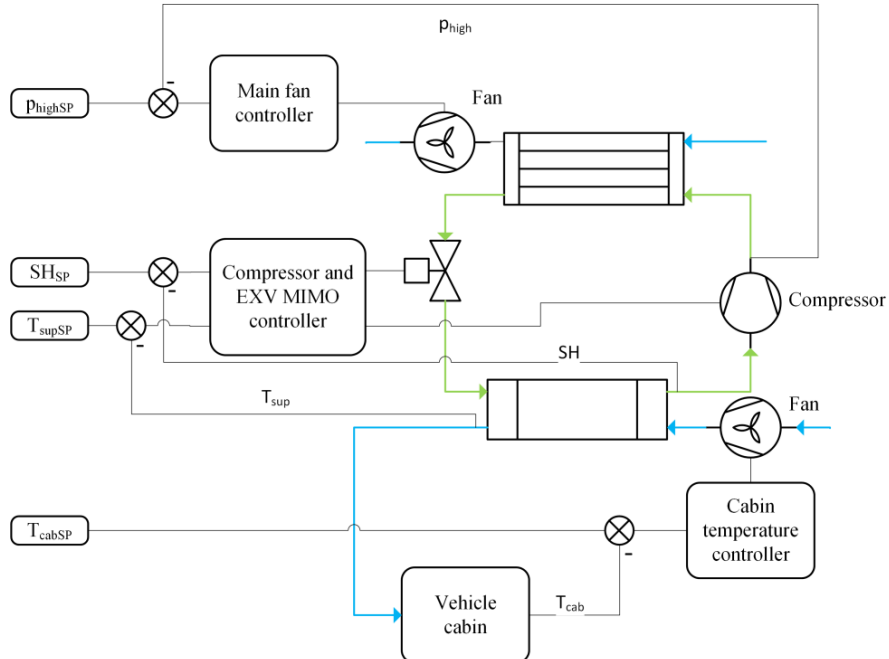 p_high
p_highSP
-
Main fan
controller
Fan
SH_SP
-
Compressor and
EXV MIMO
controller
Compressor
T_supSP
-
SH
T_sup
Fan
T_cabSP
-
Cabin
temperature
controller
Vehicle
cabin
T_cab